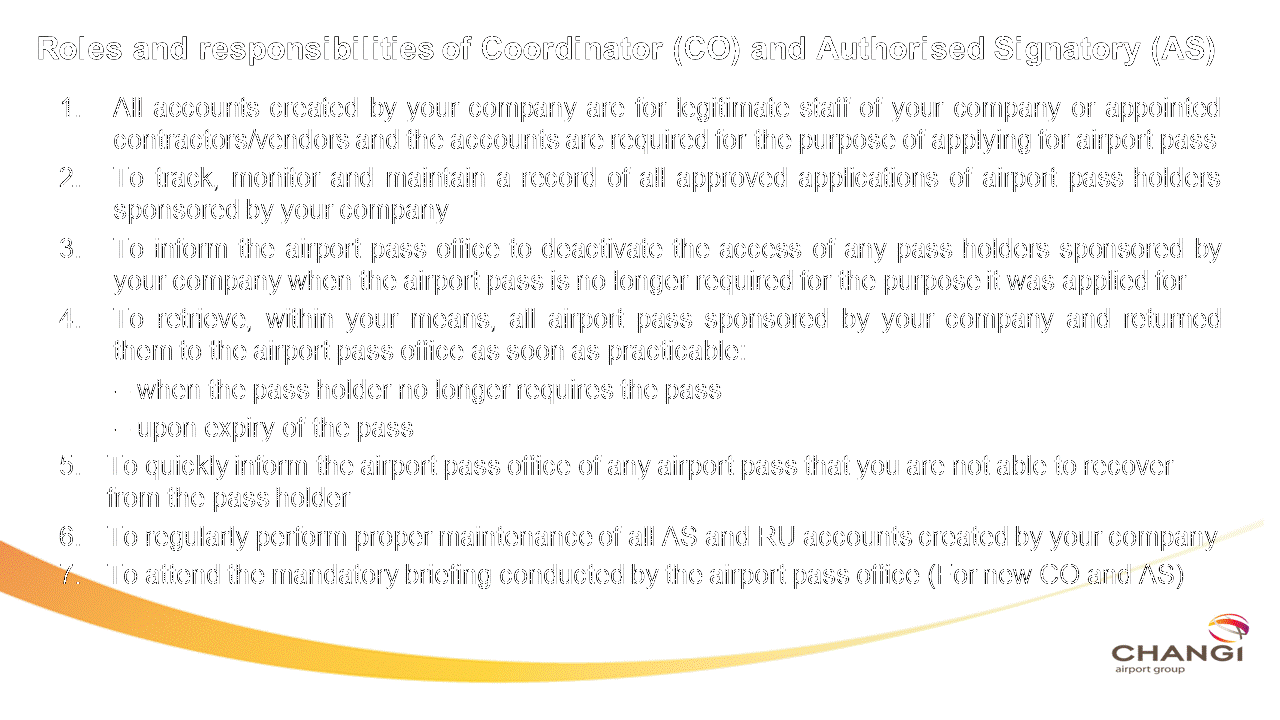 Roles and responsibilities of Coordinator (CO) and Authorised Signatory (AS)
1. All accounts created by your company are for legitimate staff of your company or appointed
contractors/vendors and the accounts are required for the purpose of applying for airport pass
2. To track, monitor and maintain a record of all approved applications of airport pass holders
sponsored by your company
3. To inform the airport pass office to deactivate the access of any pass holders sponsored by
your company when the airport pass is no longer required for the purpose it was applied for
4. To retrieve, within your means, all airport pass sponsored by your company and returned
them to the airport pass office as soon as practicable:
– when the pass holder no longer requires the pass
– upon expiry of the pass
5. To quickly inform the airport pass office of any airport pass that you are not able to recover
from the pass holder
6. To regularly perform proper maintenance of all AS and RU accounts created by your company
7. To attend the mandatory briefing conducted by the airport pass office (For new CO and AS)
CHANGI
airport group